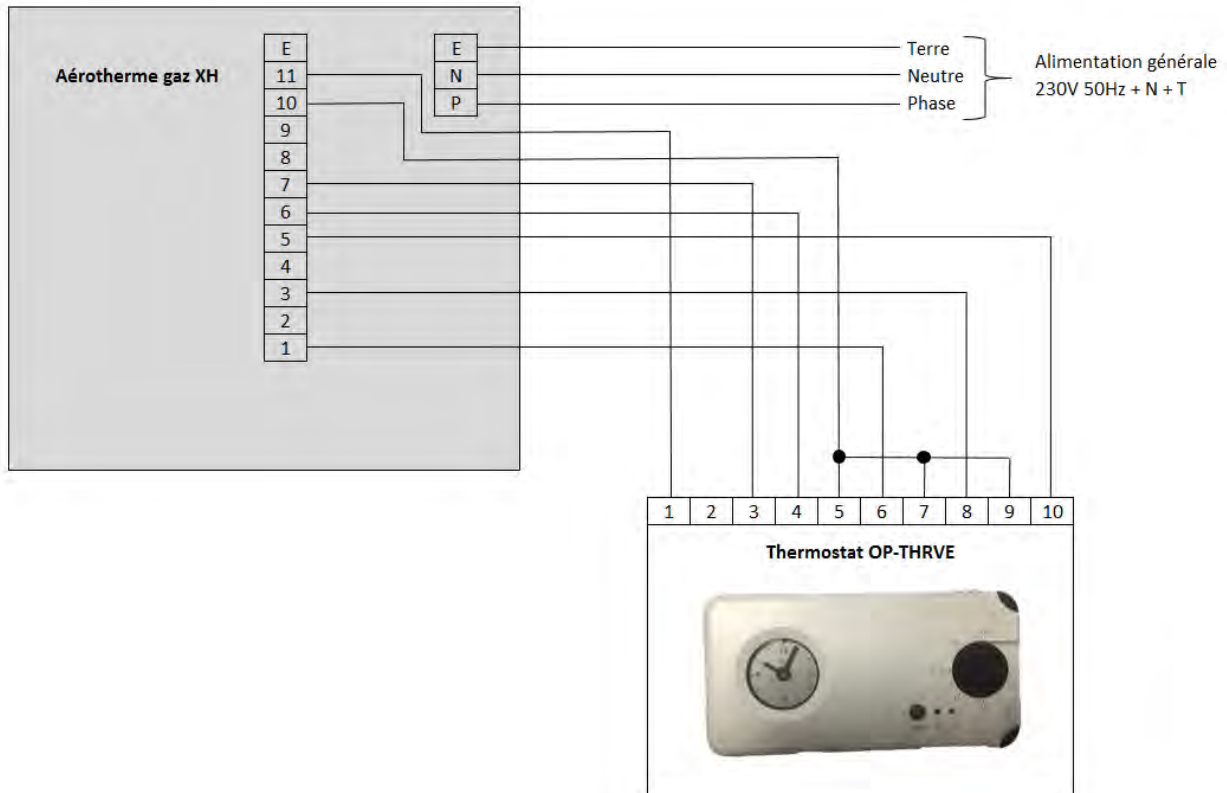 Aérotherme gaz XH
E
11
10
9
8
7
6
5
4
3
2
1
E
N
P
Terre
Neutre
Phase
Alimentation générale
230V 50Hz + N + T
1 2 3 4 5 6 7 8 9 10
Thermostat OP-THRVE